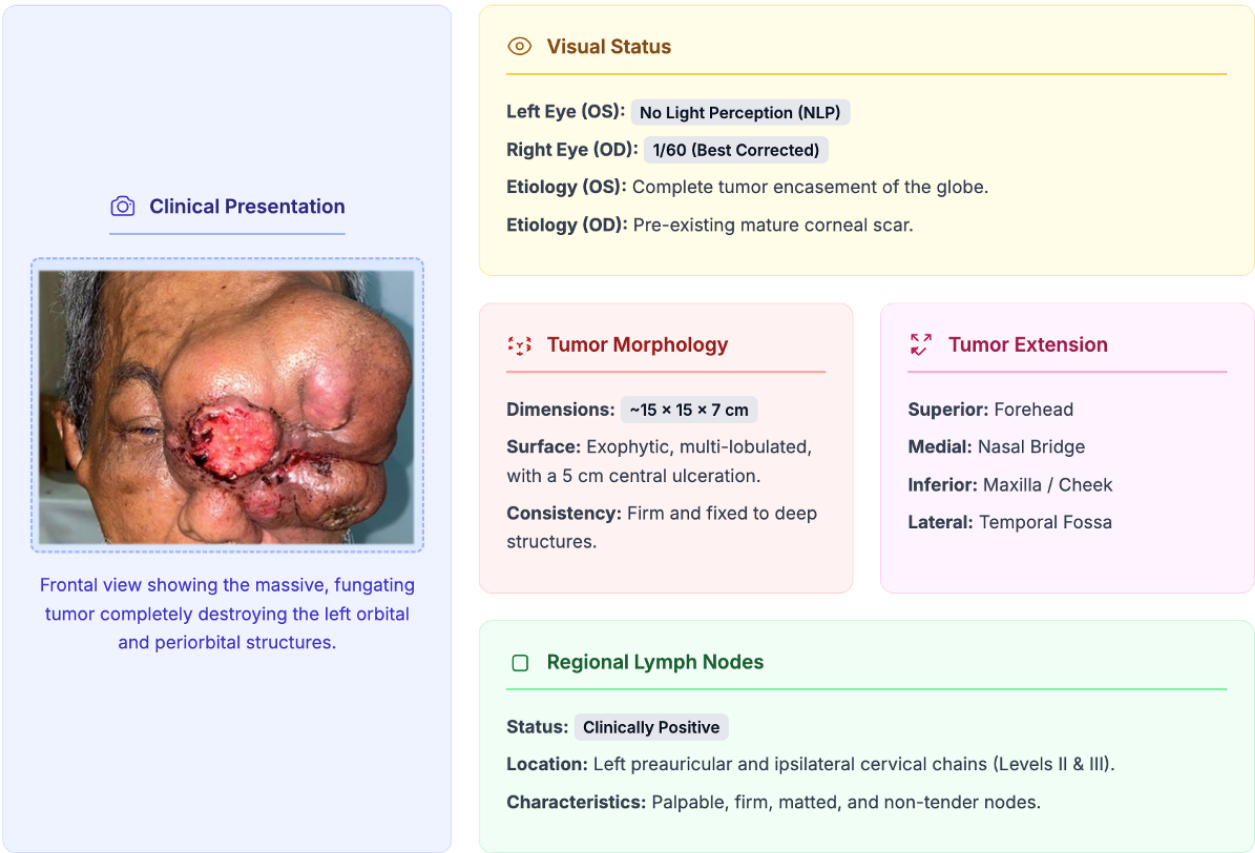 Clinical Presentation
Frontal view showing the massive, fungating
tumor completely destroying the left orbital
and periorbital structures.
Visual Status
Left Eye (OS): No Light Perception (NLP)
Right Eye (OD): 1/60 (Best Corrected)
Etiology (OS): Complete tumor encasement of the globe.
Etiology (OD): Pre-existing mature corneal scar.
Tumor Morphology
Dimensions: ~15 × 15 × 7 cm
Surface: Exophytic, multi-lobulated,
with a 5 cm central ulceration.
Consistency: Firm and fixed to deep
structures.
Tumor Extension
Superior: Forehead
Medial: Nasal Bridge
Inferior: Maxilla / Cheek
Lateral: Temporal Fossa
Regional Lymph Nodes
Status: Clinically Positive
Location: Left preauricular and ipsilateral cervical chains (Levels II & III).
Characteristics: Palpable, firm, matted, and non-tender nodes.